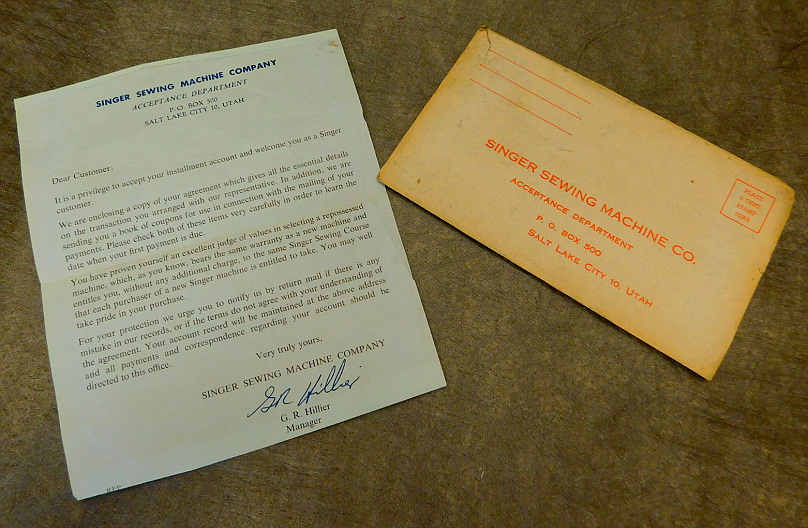 SINGER SEWING MACHINE COMPANY
ACCEPTANCE DEPARTMENT
P. O. BOX 500
SALT LAKE CITY 10, UTAH
Dear Customer:
It is a privilege to accept your installment account and welcome you as a Singer
customer.
We are enclosing a copy of your agreement which gives all the essential details
on the transaction you arranged with our representative. In addition, we are
sending you a book of coupons for use in connection with the mailing of your
payments. Please check both of these items very carefully in order to learn the
date when your first payment is due.
You have proven yourself an excellent judge of values in selecting a repossessed
machine, which, as you know, bears the same warranty as a new machine and
entitles you, without any additional charge, to the same Singer Sewing Course
that each purchaser of a new Singer machine is entitled to take. You may well
take pride in your purchase.
For your protection we urge you to notify us by return mail if there is any
mistake in our records, or if the terms do not agree with your understanding of
the agreement. Your account record will be maintained at the above address
and all payments and correspondence regarding your account should be
directed to this office.
Very truly yours,
SINGER SEWING MACHINE COMPANY
GR Hillier
G. R. Hillier
Manager
SINGER SEWING MACHINE CO.
ACCEPTANCE DEPARTMENT
P. O. BOX 500
SALT LAKE CITY 10, UTAH
PLACE
CENT
STAMP
HERE